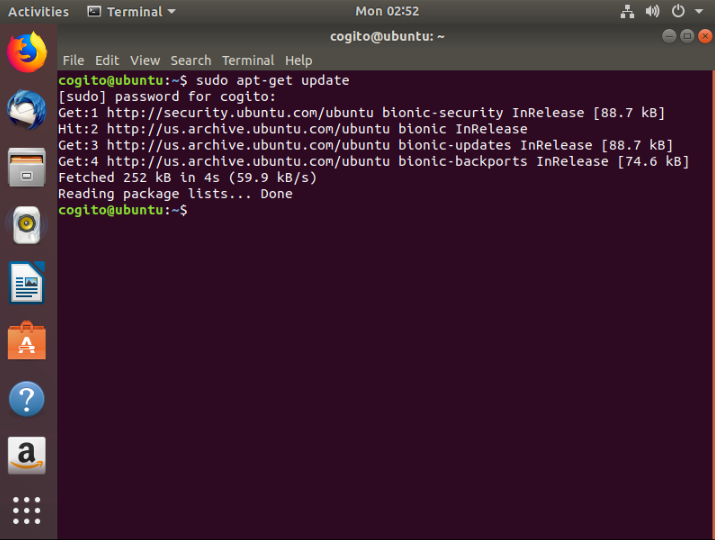 Activities Terminal Mon 02:52
cogito@ubuntu: ~
File Edit View Search Terminal Help
cogito@ubuntu:~$ sudo apt-get update
[sudo] password for cogito:
Get:1 http://security.ubuntu.com/ubuntu bionic-security InRelease [88.7 kB]
Hit:2 http://us.archive.ubuntu.com/ubuntu bionic InRelease
Get:3 http://us.archive.ubuntu.com/ubuntu bionic-updates InRelease [88.7 kB]
Get:4 http://us.archive.ubuntu.com/ubuntu bionic-backports InRelease [74.6 kB]
Fetched 252 kB in 4s (59.9 kB/s)
Reading package lists... Done
cogito@ubuntu:~$
A
?
a